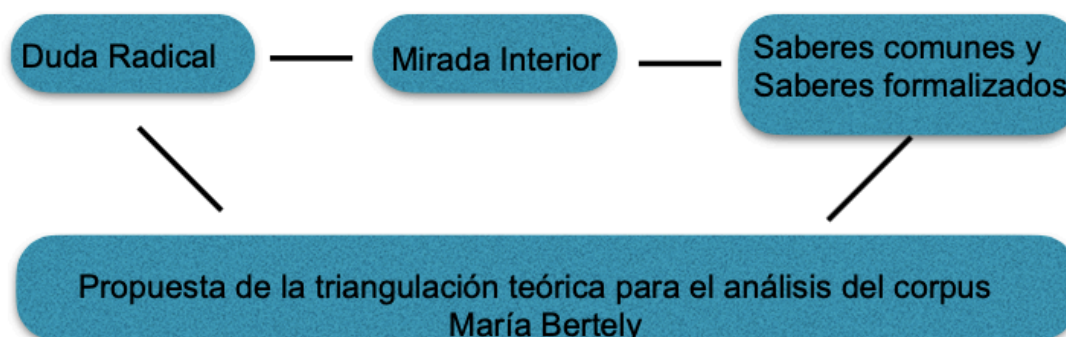 Duda Radical
Mirada Interior
Saberes comunes y
Saberes formalizados
Propuesta de la triangulación teórica para el análisis del corpus
María Bertely